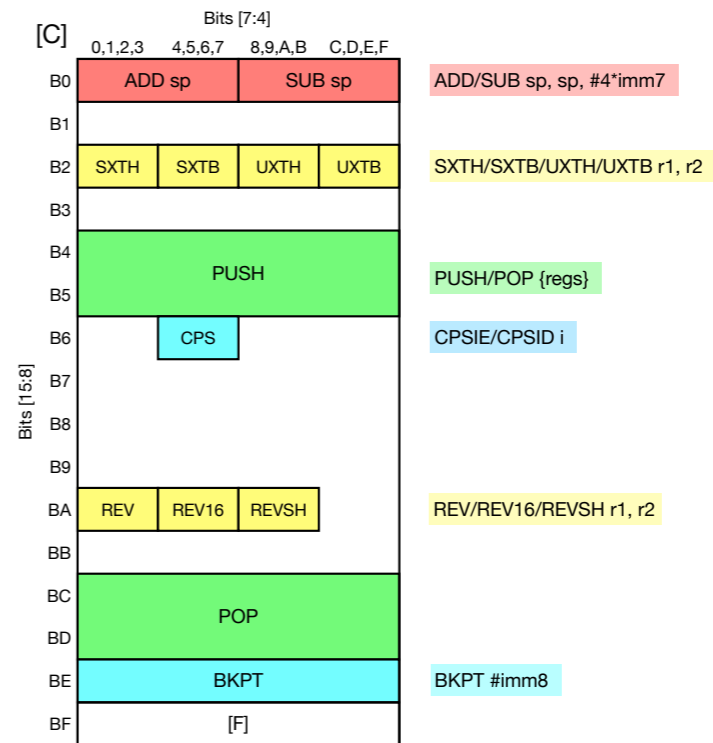 Bits [7:4]
[C]
0,1,2,3 4,5,6,7 8,9,A,B C,D,E,F
B0 ADD sp SUB sp ADD/SUB sp, sp, #4*imm7
B1
B2 SXTH SXTB UXTH UXTB SXTH/SXTB/UXTH/UXTB r1, r2
B3
B4
PUSH PUSH/POP {regs}
B5
B6 CPS CPSIE/CPSID i
B7
Bits [15:8]
B8
B9
BA REV REV16 REVSH REV/REV16/REVSH r1, r2
BB
BC
POP
BD
BE BKPT BKPT #imm8
BF [F]